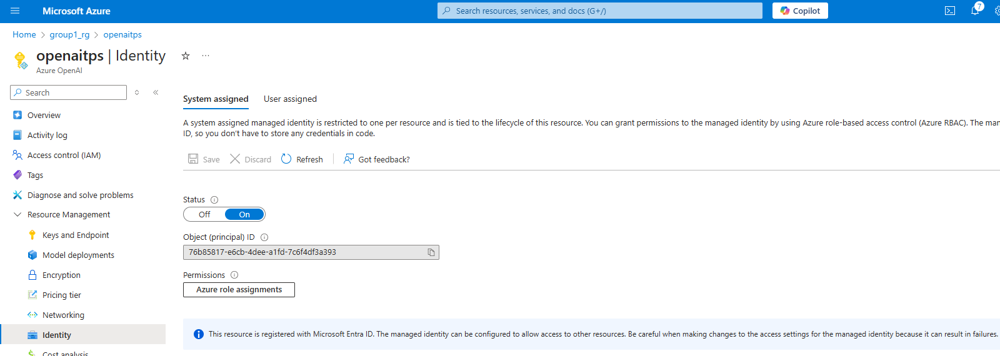 Microsoft Azure
Search resources, services, and docs (G+/)
Copilot
7
Home > group1_rg > openaitps
openaitps | Identity
Azure OpenAI
Search
Overview
Activity log
Access control (IAM)
Tags
Diagnose and solve problems
Resource Management
Keys and Endpoint
Model deployments
Encryption
Pricing tier
Networking
Identity
Cost analysis
System assigned User assigned
A system assigned managed identity is restricted to one per resource and is tied to the lifecycle of this resource. You can grant permissions to the managed identity by using Azure role-based access control (Azure RBAC). The man
ID, so you don't have to store any credentials in code.
Save Discard Refresh Got feedback?
Status
Off On
Object (principal) ID
76b85817-e6cb-4dee-a1fd-7c6f4df3a393
Permissions
Azure role assignments
This resource is registered with Microsoft Entra ID. The managed identity can be configured to allow access to other resources. Be careful when making changes to the access settings for the managed identity because it can result in failures.